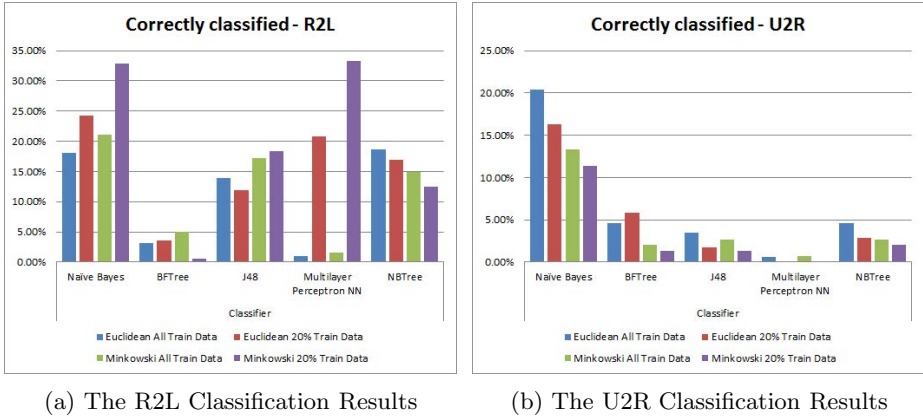 Correctly classified - R2L
35.00%
30.00%
25.00%
20.00%
15.00%
10.00%
5.00%
0.00%
Naïve Bayes BFTree J48 Multilayer Perceptron NN NBTree
Classifier
Euclidean All Train Data Euclidean 20% Train Data
Minkowski All Train Data Minkowski 20% Train Data
(a) The R2L Classification Results
Correctly classified - U2R
25.00%
20.00%
15.00%
10.00%
5.00%
0.00%
Naïve Bayes BFTree J48 Multilayer Perceptron NN NBTree
Classifier
Euclidean All Train Data Euclidean 20% Train Data
Minkowski All Train Data Minkowski 20% Train Data
(b) The U2R Classification Results